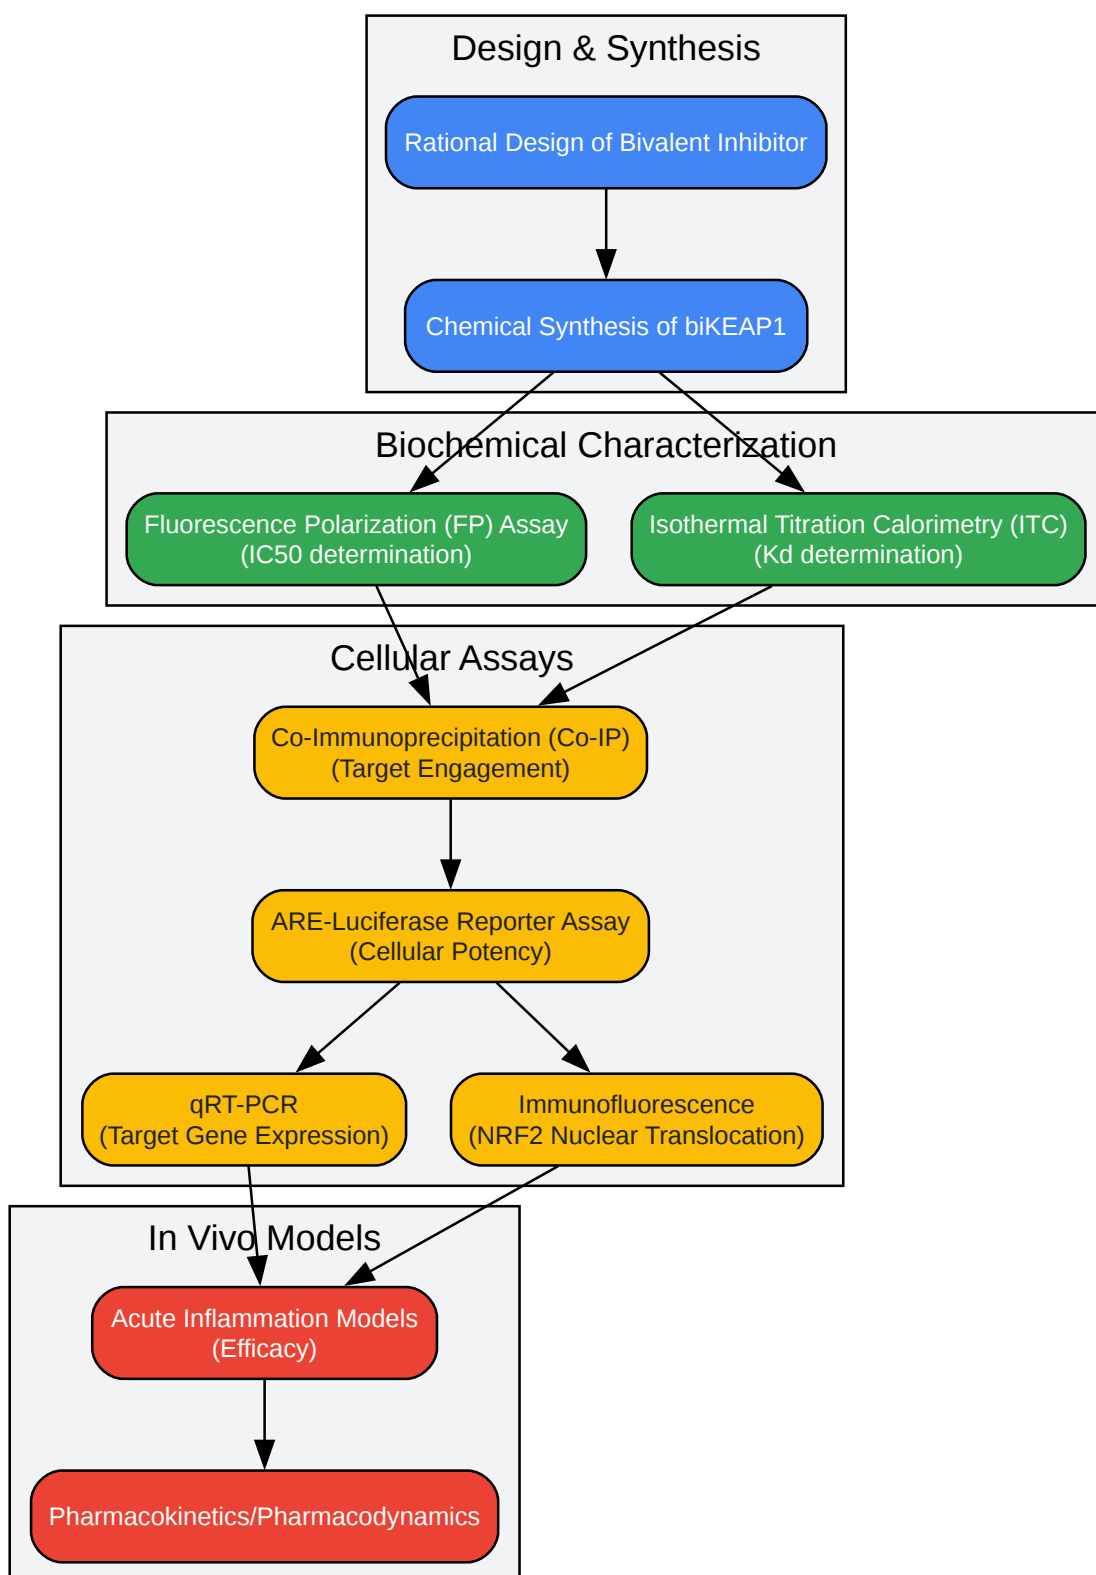 Design & Synthesis
Rational Design of Bivalent Inhibitor
Chemical Synthesis of biKEAP1
Biochemical Characterization
Fluorescence Polarization (FP) Assay
(IC50 determination)
Isothermal Titration Calorimetry (ITC)
(Kd determination)
Cellular Assays
Co-Immunoprecipitation (Co-IP)
(Target Engagement)
ARE-Luciferase Reporter Assay
(Cellular Potency)
qRT-PCR
(Target Gene Expression)
Immunofluorescence
(NRF2 Nuclear Translocation)
In Vivo Models
Acute Inflammation Models
(Efficacy)
Pharmacokinetics/Pharmacodynamics